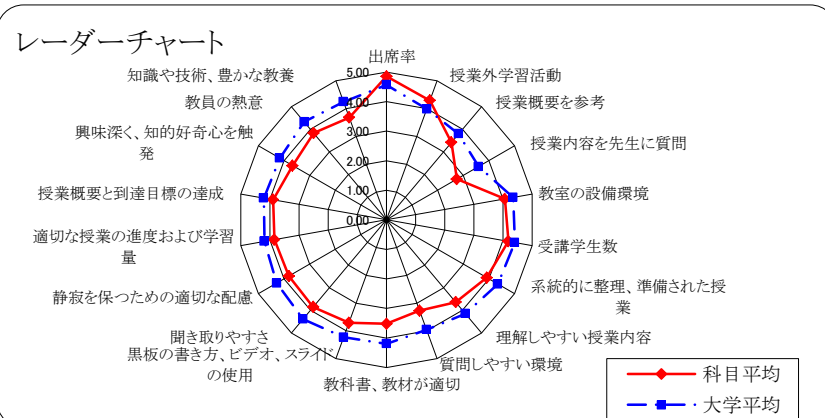 レーダーチャート
出席率
授業外学習活動
授業概要を参考
授業内容を先生に質問
教室の設備環境
受講学生数
系統的に整理、準備された授
業
理解しやすい授業内容
質問しやすい環境
教科書、教材が適切
黒板の書き方、ビデオ、スライド
の使用
聞き取りやすさ
静寂を保つための適切な配慮
適切な授業の進度および学習
量
授業概要と到達目標の達成
興味深く、知的好奇心を触
発
教員の熱意
知識や技術、豊かな教養
5.00
4.00
3.00
2.00
1.00
0.00
科目平均
大学平均